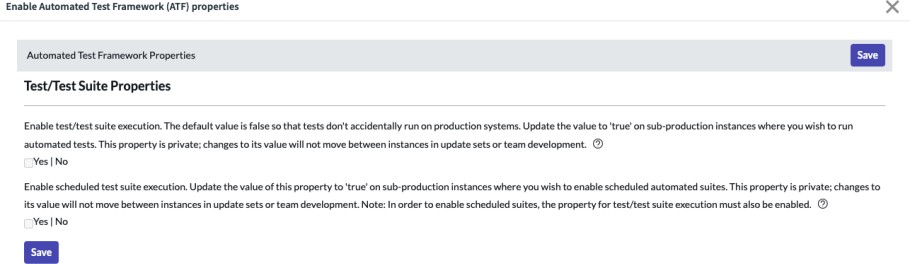 Enable Automated Test Framework (ATF) properties
Automated Test Framework Properties
Save
Test/Test Suite Properties
Enable test/test suite execution. The default value is false so that tests don't accidentally run on production systems. Update the value to 'true' on sub-production instances where you wish to run
automated tests. This property is private; changes to its value will not move between instances in update sets or team development.
Yes | No
Enable scheduled test suite execution. Update the value of this property to 'true' on sub-production instances where you wish to enable scheduled automated suites. This property is private; changes to
its value will not move between instances in update sets or team development. Note: In order to enable scheduled suites, the property for test/test suite execution must also be enabled.
Yes | No
Save